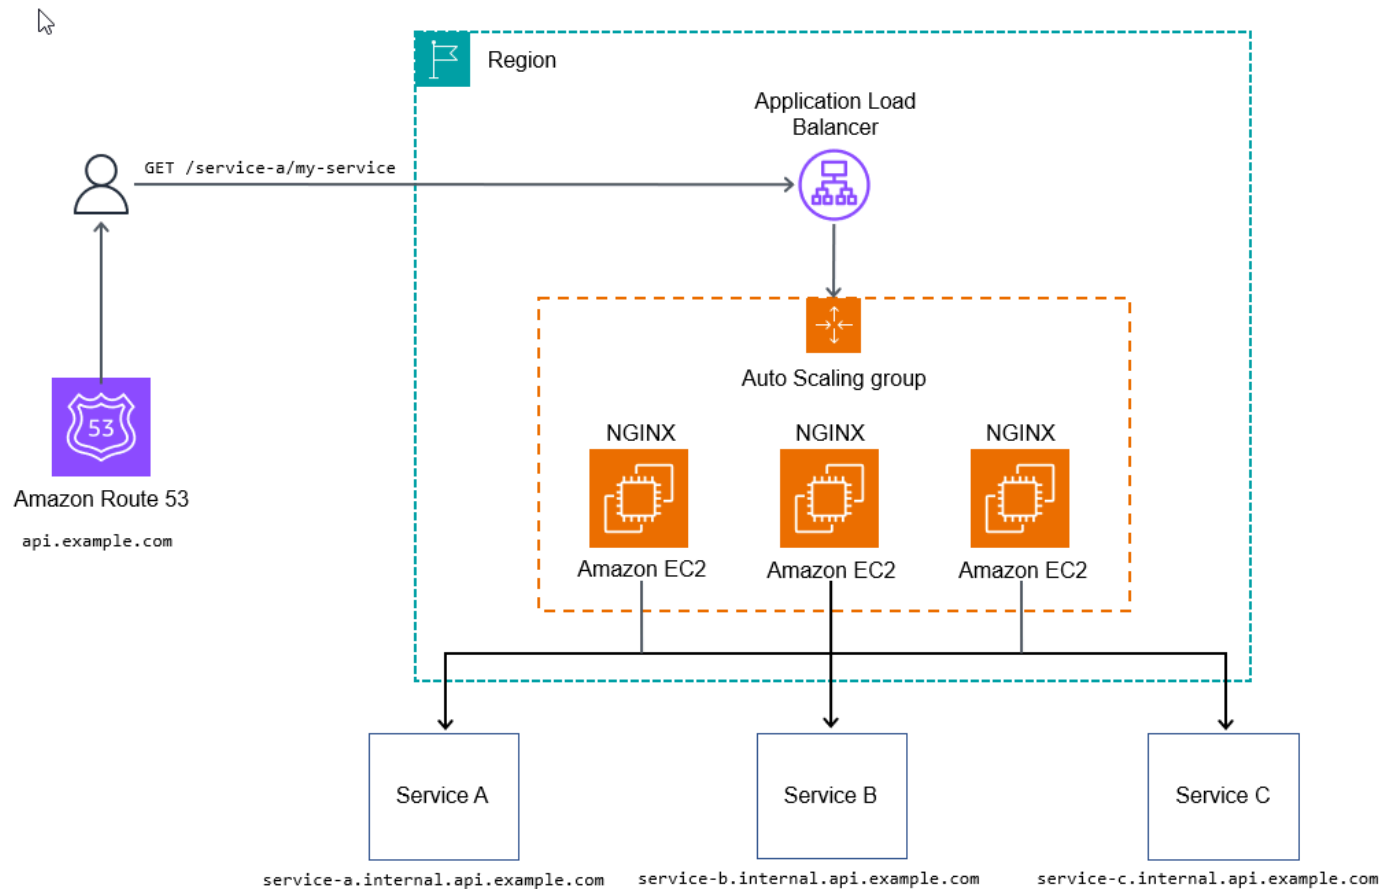 Region
Application Load
Balancer
GET /service-a/my-service
Auto Scaling group
NGINX
NGINX
NGINX
53
Amazon EC2
Amazon EC2
Amazon EC2
Amazon Route 53
api.example.com
Service A
Service B
Service C
service-a.internal.api.example.com
service-b.internal.api.example.com
service-c.internal.api.example.com